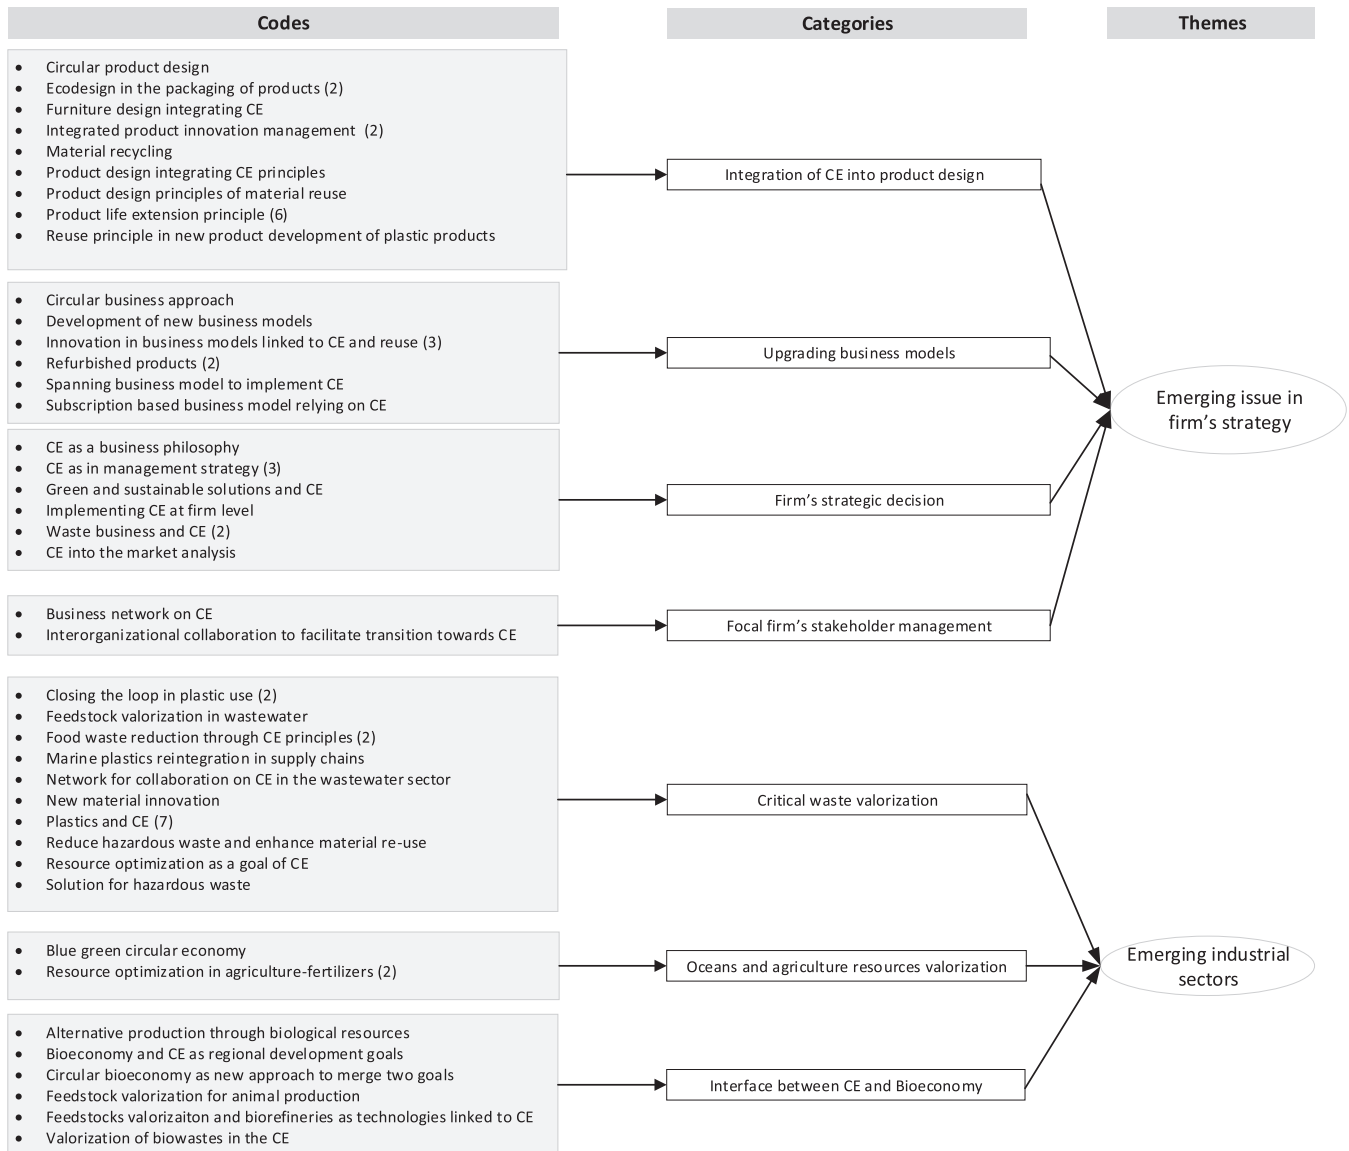 Codes
Categories
Themes
• Circular product design
• Ecodesign in the packaging of products (2)
• Furniture design integrating CE
• Integrated product innovation management (2)
• Material recycling
• Product design integrating CE principles
• Product design principles of material reuse
• Product life extension principle (6)
• Reuse principle in new product development of plastic products
Integration of CE into product design
• Circular business approach
• Development of new business models
• Innovation in business models linked to CE and reuse (3)
• Refurbished products (2)
• Spanning business model to implement CE
• Subscription based business model relying on CE
Upgrading business models
Emerging issue in
firm’s strategy
• CE as a business philosophy
• CE as in management strategy (3)
• Green and sustainable solutions and CE
• Implementing CE at firm level
• Waste business and CE (2)
• CE into the market analysis
Firm’s strategic decision
• Business network on CE
• Interorganizational collaboration to facilitate transition towards CE
Focal firm’s stakeholder management
• Closing the loop in plastic use (2)
• Feedstock valorization in wastewater
• Food waste reduction through CE principles (2)
• Marine plastics reintegration in supply chains
• Network for collaboration on CE in the wastewater sector
• New material innovation
• Plastics and CE (7)
• Reduce hazardous waste and enhance material re-use
• Resource optimization as a goal of CE
• Solution for hazardous waste
Critical waste valorization
• Blue green circular economy
• Resource optimization in agriculture-fertilizers (2)
Oceans and agriculture resources valorization
Emerging industrial
sectors
• Alternative production through biological resources
• Bioeconomy and CE as regional development goals
• Circular bioeconomy as new approach to merge two goals
• Feedstock valorization for animal production
• Feedstocks valorizaiton and biorefineries as technologies linked to CE
• Valorization of biowastes in the CE
Interface between CE and Bioeconomy